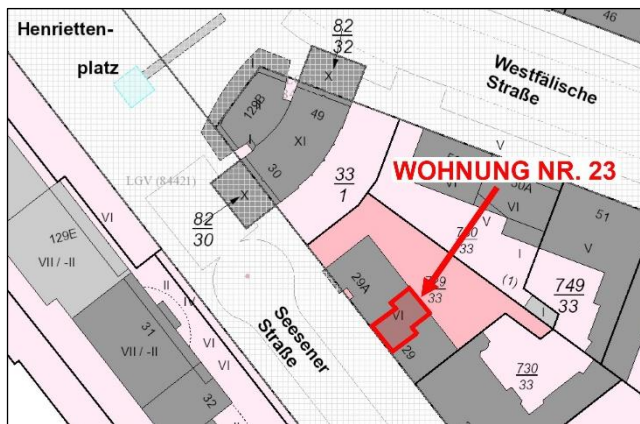 Henrietten-
platz
82
32
46
Westfälische
Straße
129B
I
X
49
XI
30
I
33
1
V
WOHNUNG NR. 23
VI
50A
VI
51
V
LGV (84421)
X
82
30
129E
VII / -II
VI
V
I
33
(1)
749
33
I
29A
33
VI
29
730
33
II
IV
VI
VI
31
VII / -II
32
Seesener
Straße